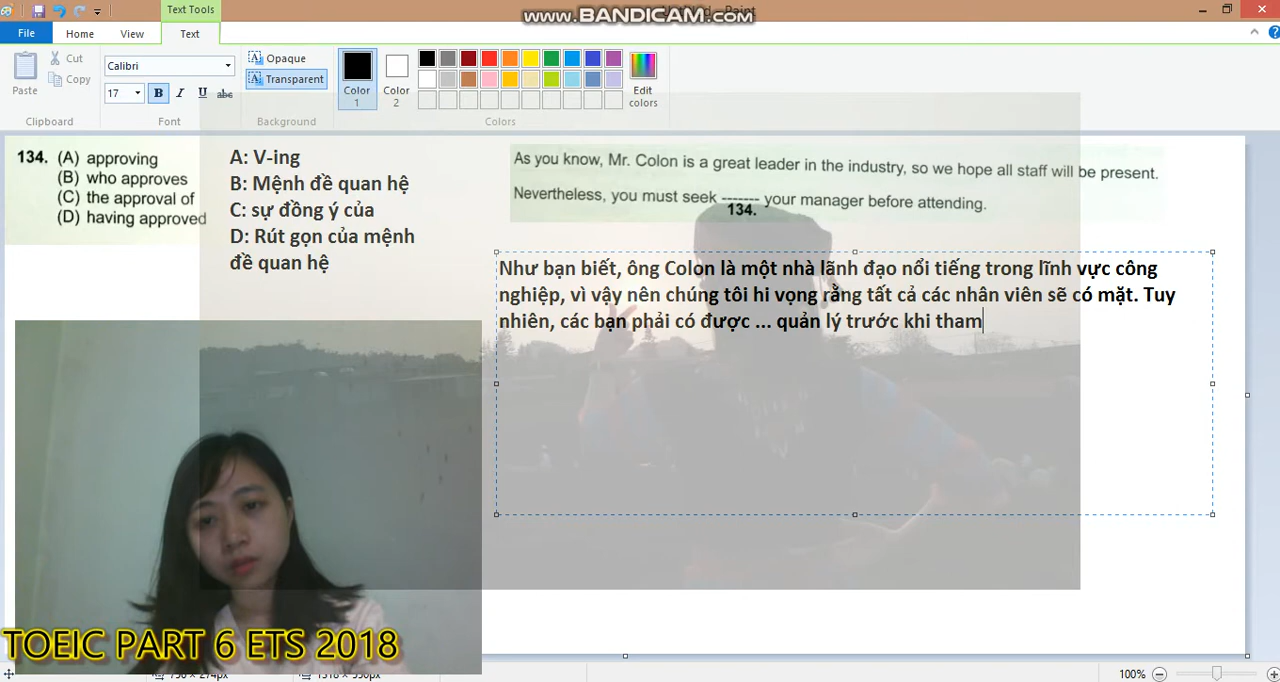 www.BANDICAM.com
Text Tools
Paint
File
Home
View
Text
Paste
Cut
Copy
Clipboard
Calibri
17
B I U abc
Font
Opaque
Transparent
Background
Color 1
Color 2
Edit colors
Colors
134. (A) approving
(B) who approves
(C) the approval of
(D) having approved
A: V-ing
B: Mệnh đề quan hệ
C: sự đồng ý của
D: Rút gọn của mệnh
đề quan hệ
As you know, Mr. Colon is a great leader in the industry, so we hope all staff will be present.
Nevertheless, you must seek ------- your manager before attending.
134.
Như bạn biết, ông Colon là một nhà lãnh đạo nổi tiếng trong lĩnh vực công
nghiệp, vì vậy nên chúng tôi hi vọng rằng tất cả các nhân viên sẽ có mặt. Tuy
nhiên, các bạn phải có được ... quản lý trước khi tham
TOEIC PART 6 ETS 2018
100%